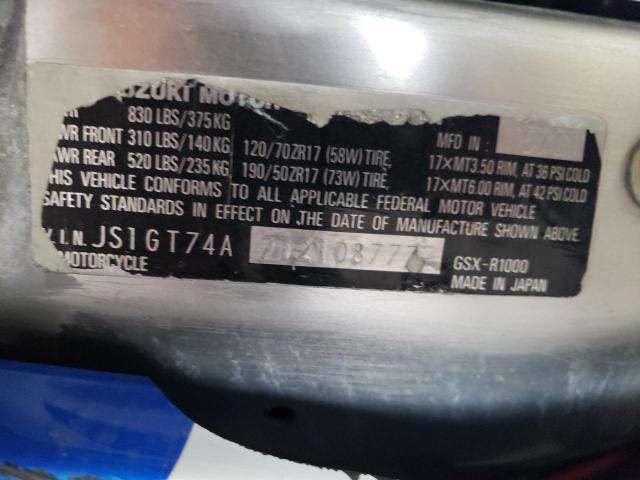 SUZUKI MOTOR
830 LBS/375 KG
FRONT 310 LBS/140 KG 120/70ZR17 (58W) TIRE, 17×MT3.50 RIM, AT 36 PSI COLD
REAR 520 LBS/235 KG 190/50ZR17 (73W) TIRE, 17×MT6.00 RIM, AT 42 PSI COLD
MFD IN :
THIS VEHICLE CONFORMS TO ALL APPLICABLE FEDERAL MOTOR VEHICLE
SAFETY STANDARDS IN EFFECT ON THE DATE OF MANUFACTURE SHOWN ABOVE.
V.I.N. JS1GT74A
MOTORCYCLE GSX-R1000
MADE IN JAPAN